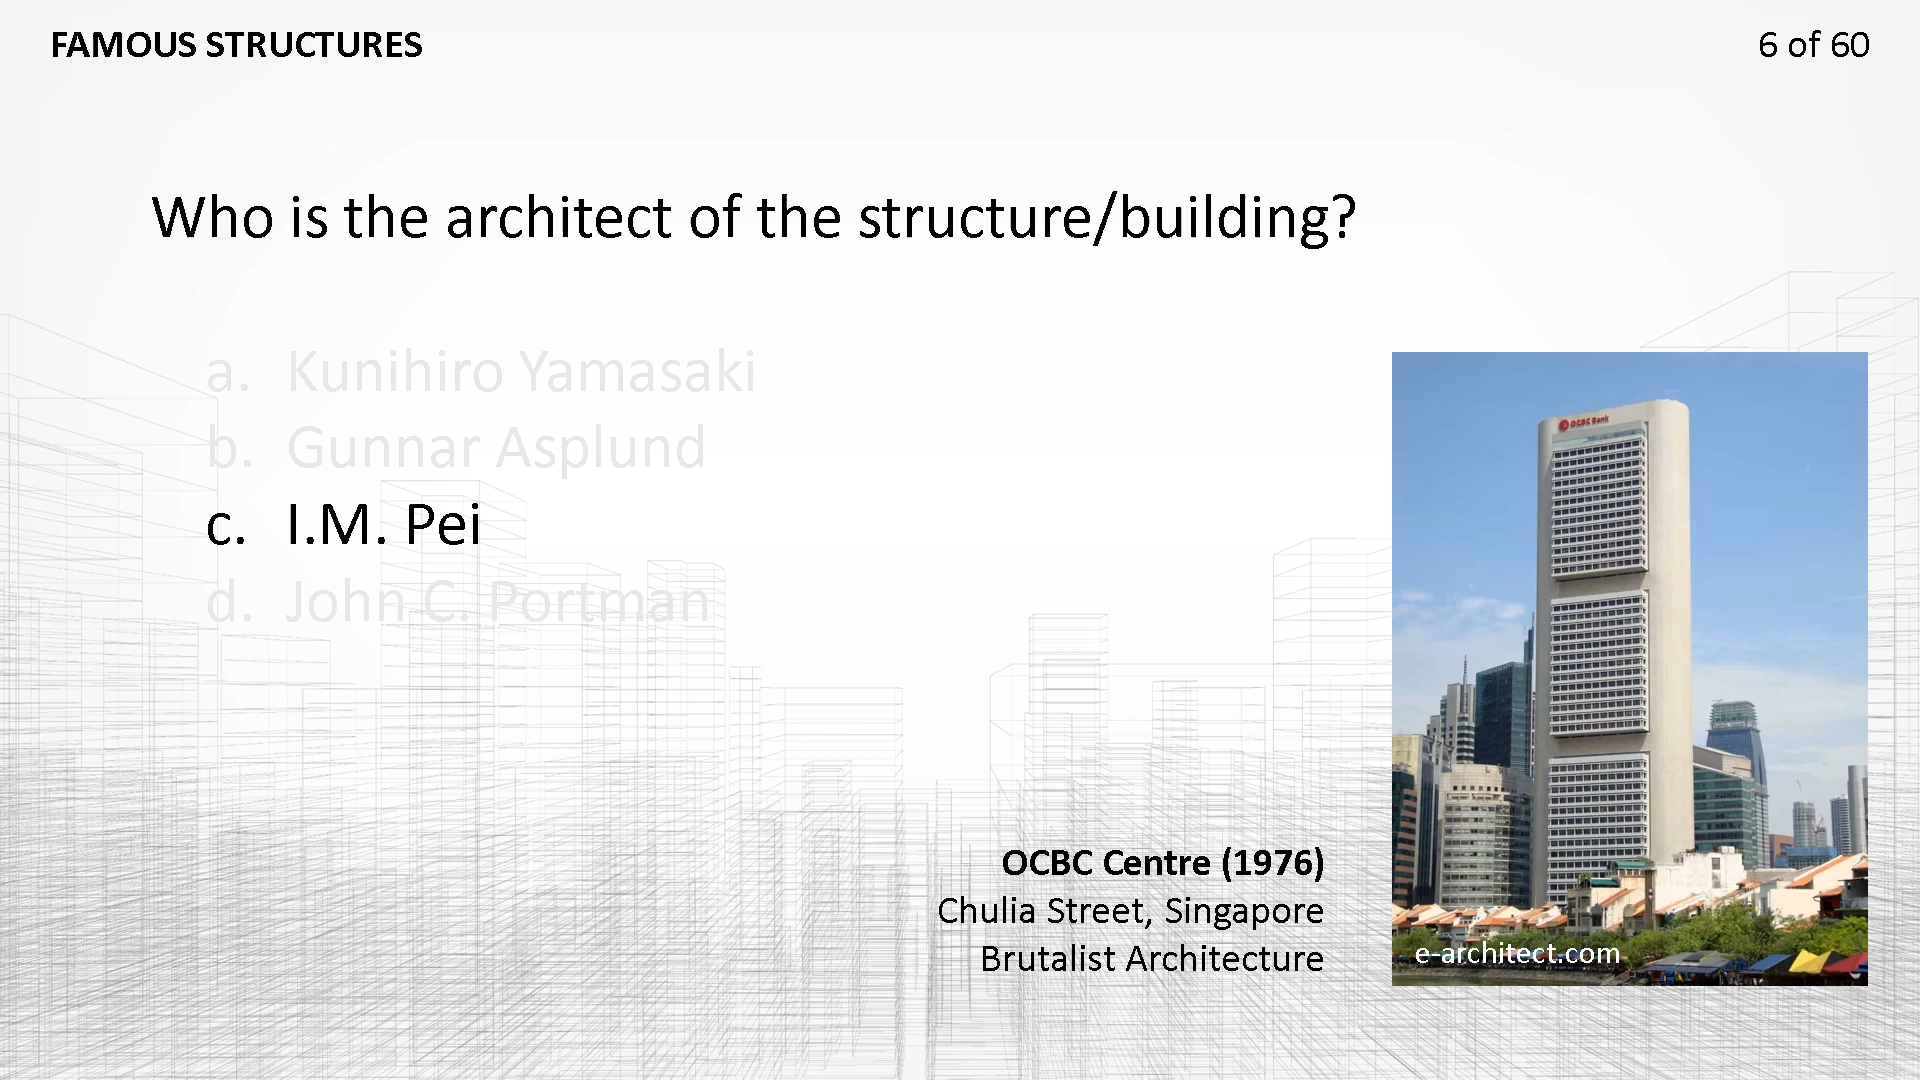 FAMOUS STRUCTURES
6 of 60
Who is the architect of the structure/building?
a. Kunihiro Yamasaki
b. Gunnar Asplund
c. I.M. Pei
d. John C. Portman
OCBC Bank
OCBC Centre (1976)
Chulia Street, Singapore
Brutalist Architecture
e-architect.com